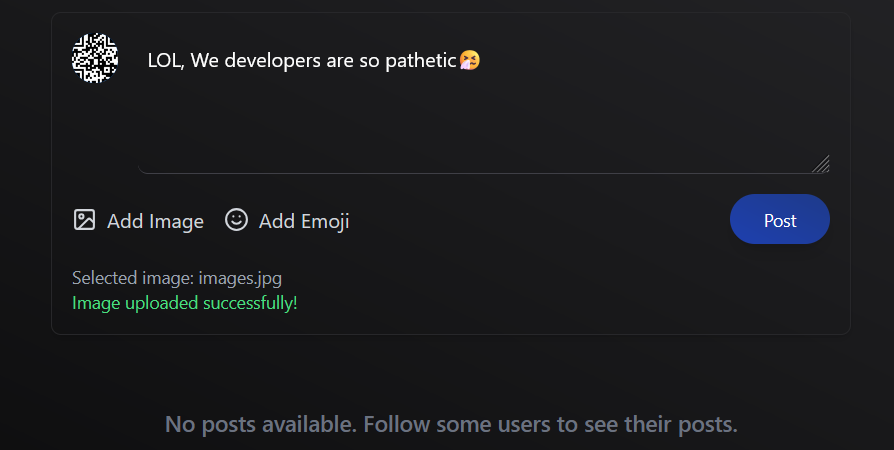 LOL, We developers are so pathetic🤧
Add Image Add Emoji Post
Selected image: images.jpg
Image uploaded successfully!
No posts available. Follow some users to see their posts.